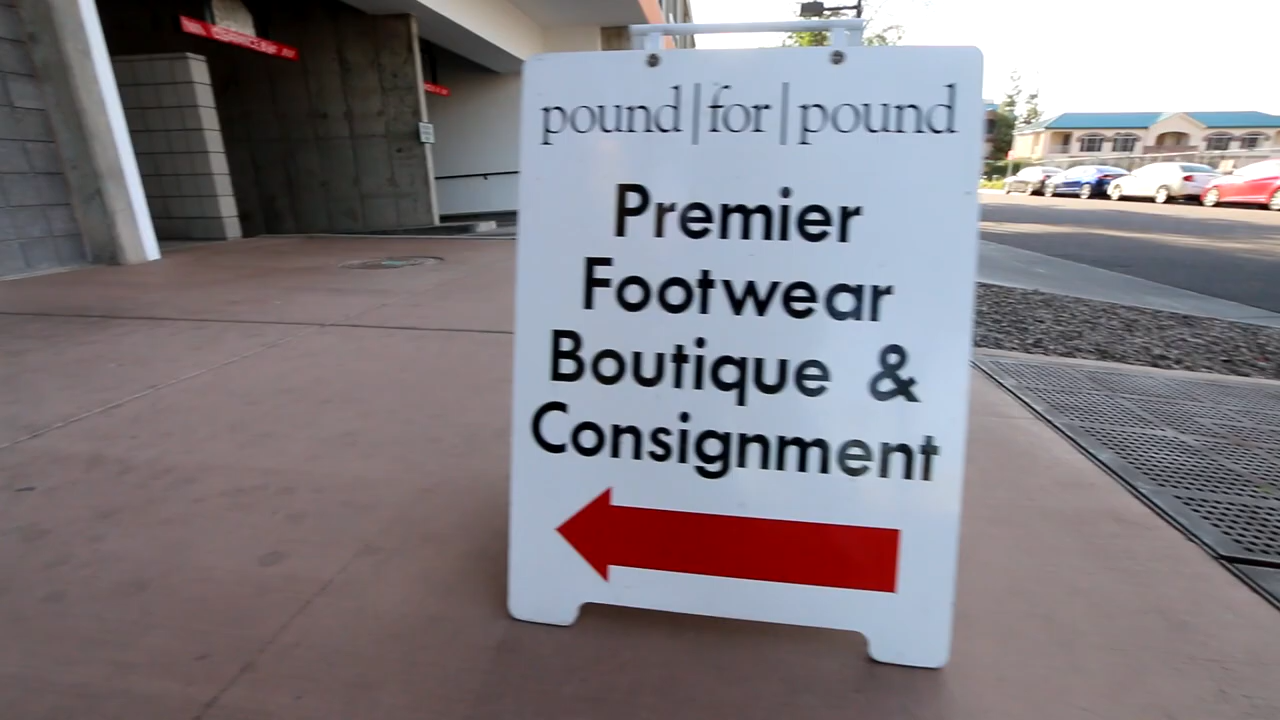 pound|for|pound
Premier
Footwear
Boutique &
Consignment